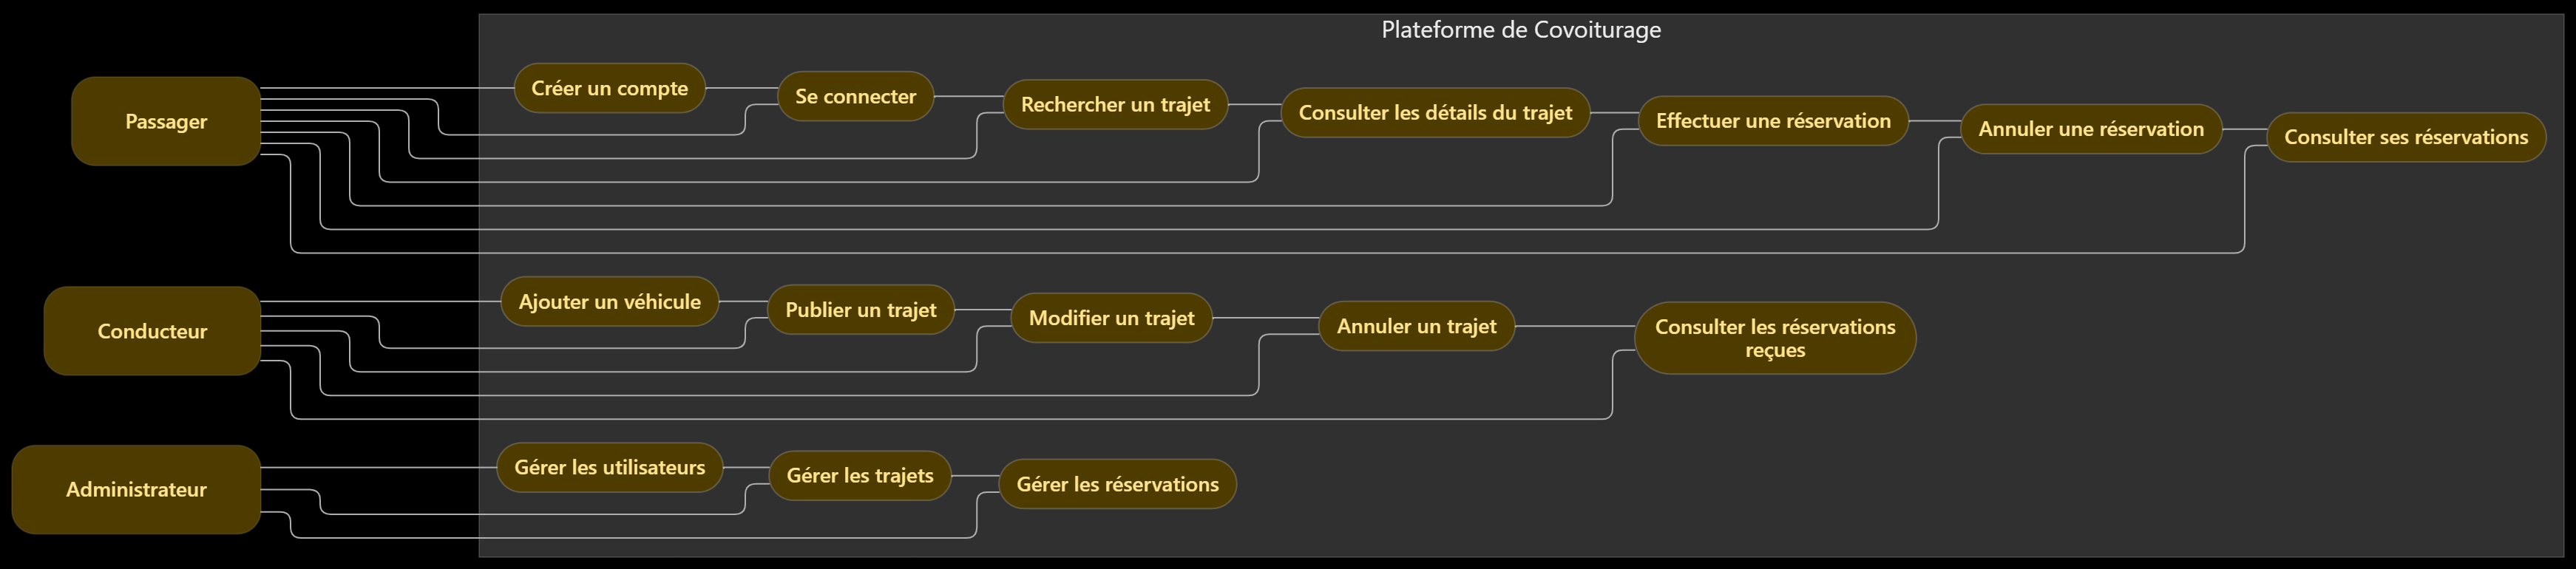 Plateforme de Covoiturage
Passager
Créer un compte
Se connecter
Rechercher un trajet
Consulter les détails du trajet
Effectuer une réservation
Annuler une réservation
Consulter ses réservations
Conducteur
Ajouter un véhicule
Publier un trajet
Modifier un trajet
Annuler un trajet
Consulter les réservations
reçues
Administrateur
Gérer les utilisateurs
Gérer les trajets
Gérer les réservations